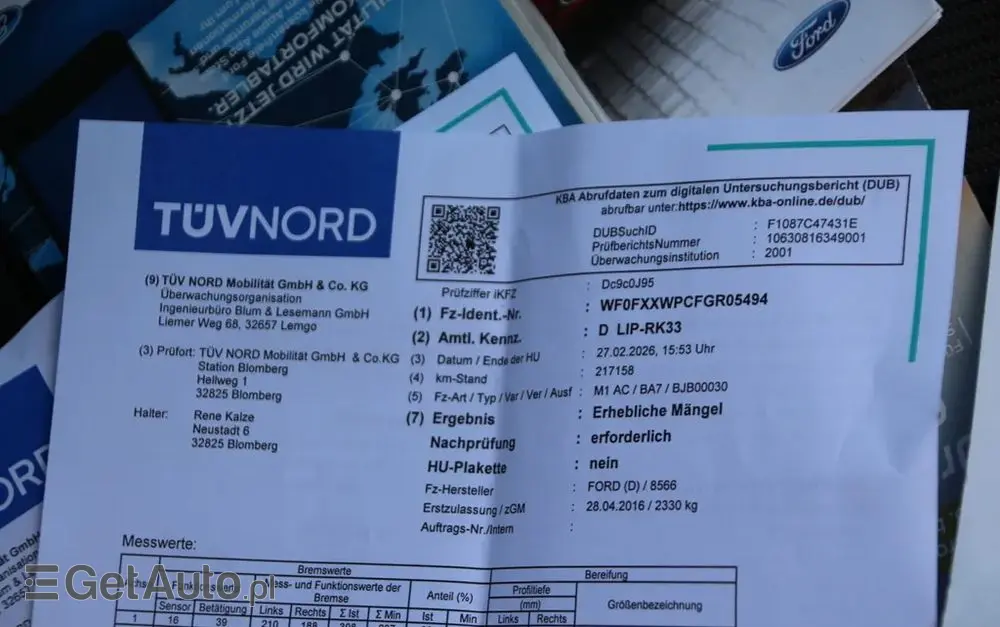 ILITÄT WIRD JETZT
KOMFORTABLER.
Ford
TÜVNORD
KBA Abrufdaten zum digitalen Untersuchungsbericht (DUB)
abrufbar unter:https://www.kba-online.de/dub/
DUBSuchID : F1087C47431E
PrüfberichtsNummer : 10630816349001
Überwachungsinstitution : 2001
(9) TÜV NORD Mobilität GmbH & Co. KG
Überwachungsorganisation
Ingenieurbüro Blum & Lesemann GmbH
Liemer Weg 68, 32657 Lemgo
(3) Prüfort: TÜV NORD Mobilität GmbH & Co.KG
Station Blomberg
Hellweg 1
32825 Blomberg
Halter: Rene Kalze
Neustadt 6
32825 Blomberg
Prüfziffer iKFZ : Dc9c0J95
(1) Fz-Ident.-Nr. : WF0FXXWPCFGR05494
(2) Amtl. Kennz. : D LIP-RK33
(3) Datum / Ende der HU : 27.02.2026, 15:53 Uhr
(4) km-Stand : 217158
(5) Fz-Art / Typ / Var / Ver / Ausf : M1 AC / BA7 / BJB00030
(7) Ergebnis : Erhebliche Mängel
Nachprüfung : erforderlich
HU-Plakette : nein
Fz-Hersteller : FORD (D) / 8566
Erstzulassung / zGM : 28.04.2016 / 2330 kg
Auftrags-Nr./Intern :
Messwerte:
Bremswerte Bereifung
Mess- und Funktionswerte der
Bremse
Anteil (%) Profiltiefe
(mm) Größenbezeichnung
Sensor Betätigung Links Rechts Σ Ist Σ Min Ist Min Links Rechts
1 16 39 210 188
GetAuto.pl